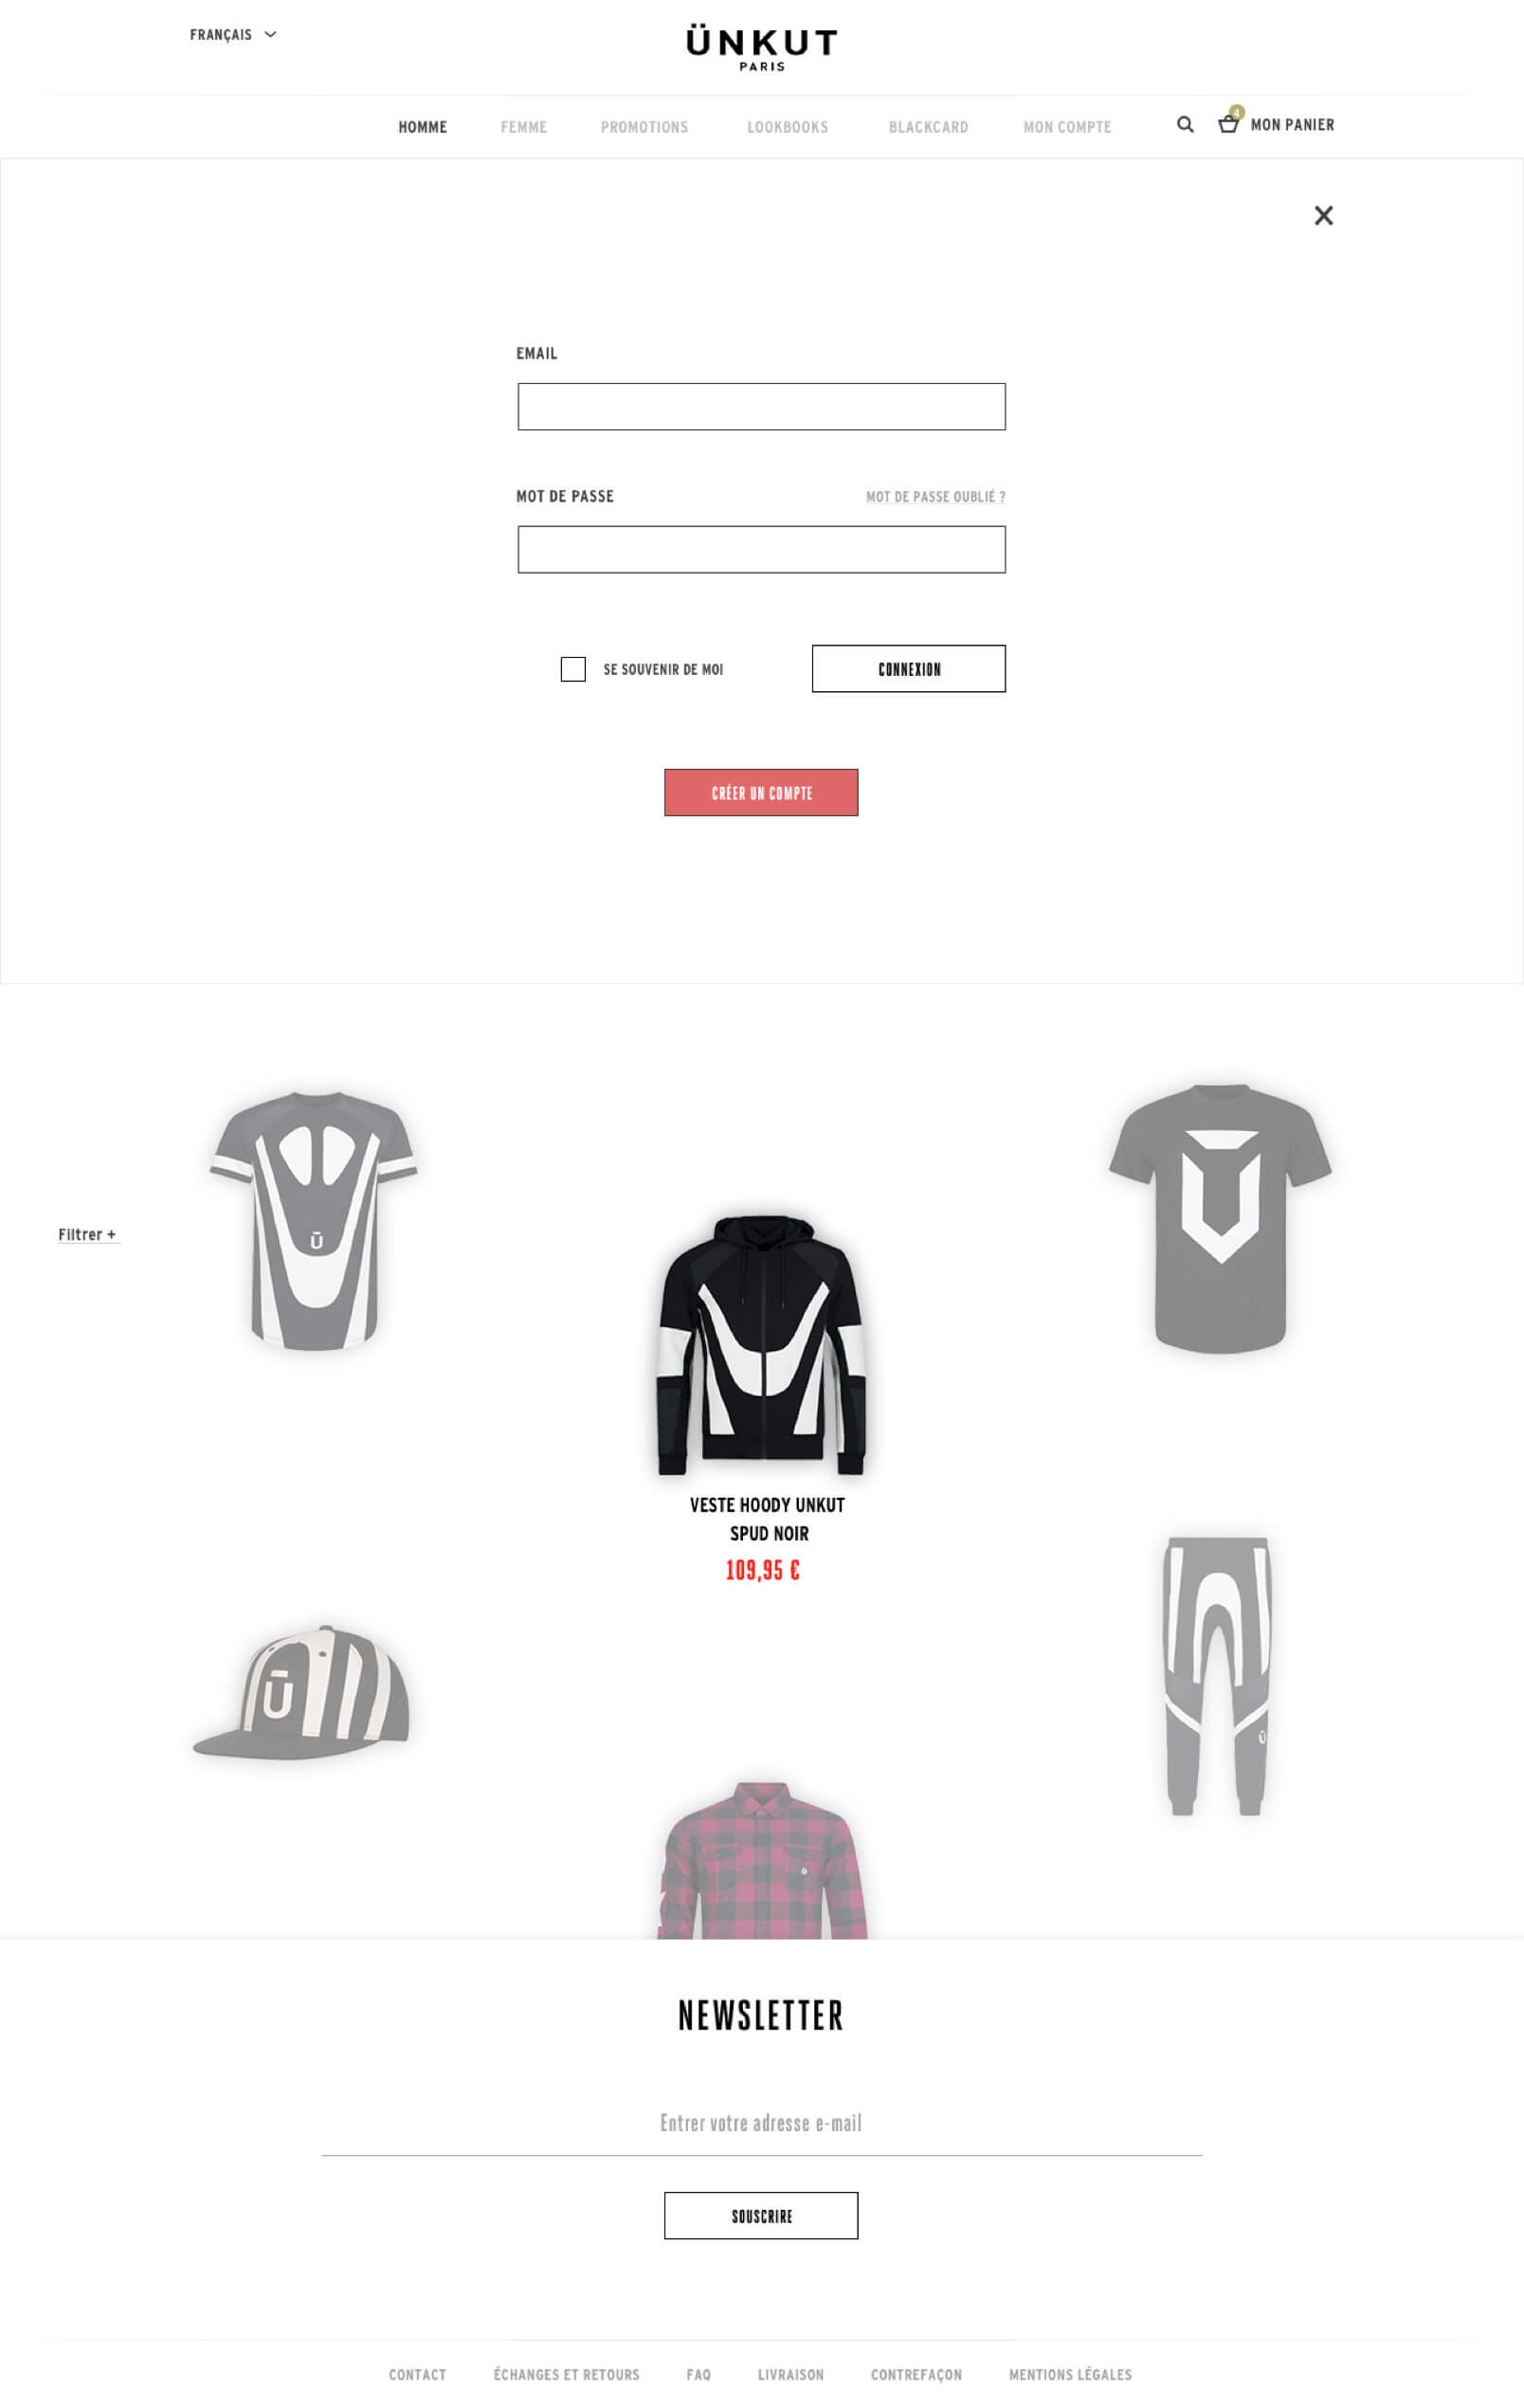 FRANÇAIS
ÜNKUT
PARIS
HOMME FEMME PROMOTIONS LOOKBOOKS BLACKCARD MON COMPTE 4 MON PANIER
EMAIL
MOT DE PASSE MOT DE PASSE OUBLIÉ ?
SE SOUVENIR DE MOI CONNEXION
CRÉER UN COMPTE
Filtrer +
Ū
VESTE HOODY UNKUT
SPUD NOIR
109,95 €
Ū
NEWSLETTER
Entrer votre adresse e-mail
SOUSCRIRE
CONTACT ÉCHANGES ET RETOURS FAQ LIVRAISON CONTREFAÇON MENTIONS LÉGALES